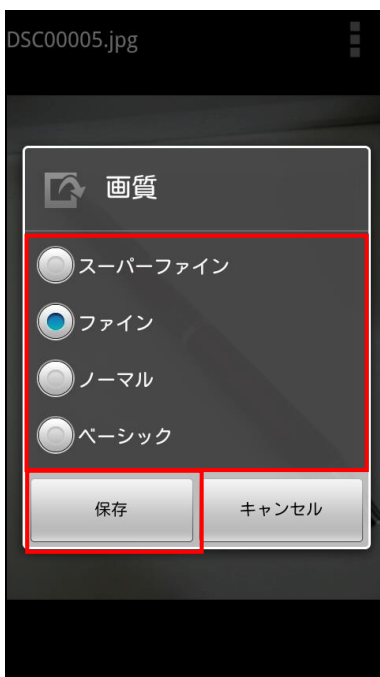 DSC00005.jpg
画質
スーパーファイン
ファイン
ノーマル
ベーシック
保存
キャンセル